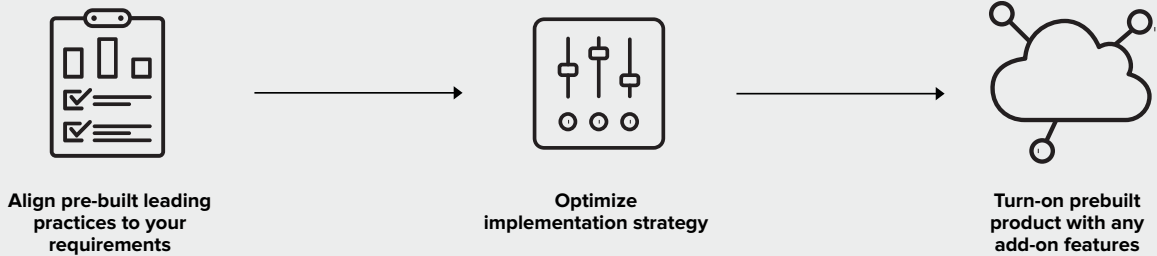 Align pre-built leading
practices to your
requirements
Optimize
implementation strategy
Turn-on prebuilt
product with any
add-on features